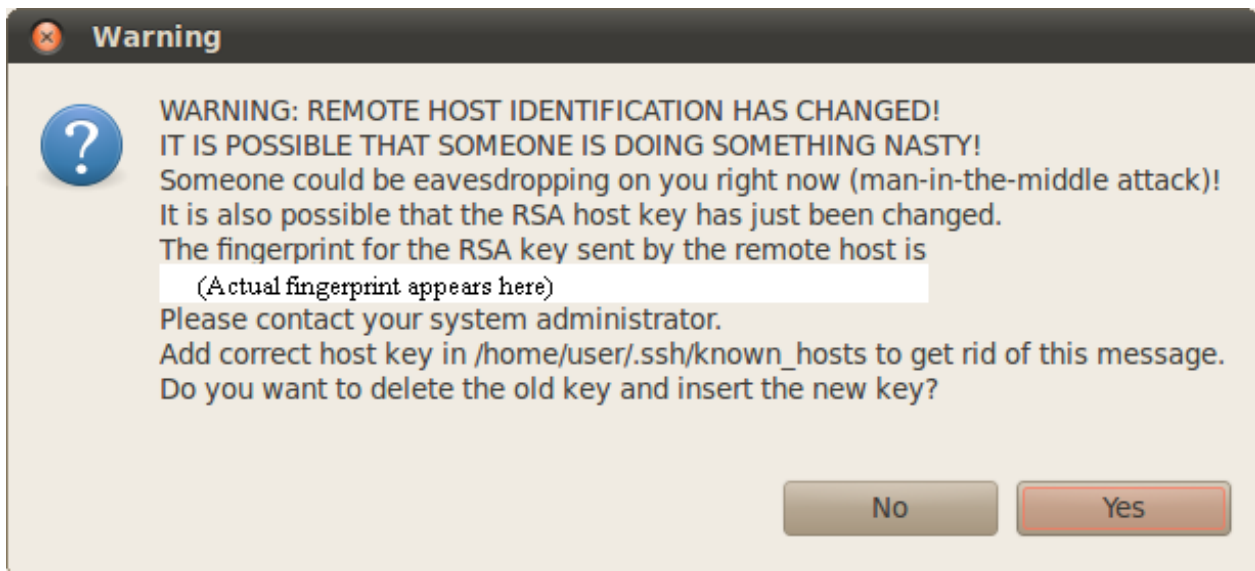 Warning
WARNING: REMOTE HOST IDENTIFICATION HAS CHANGED!
IT IS POSSIBLE THAT SOMEONE IS DOING SOMETHING NASTY!
Someone could be eavesdropping on you right now (man-in-the-middle attack)!
It is also possible that the RSA host key has just been changed.
The fingerprint for the RSA key sent by the remote host is
(Actual fingerprint appears here)
Please contact your system administrator.
Add correct host key in /home/user/.ssh/known_hosts to get rid of this message.
Do you want to delete the old key and insert the new key?
No Yes